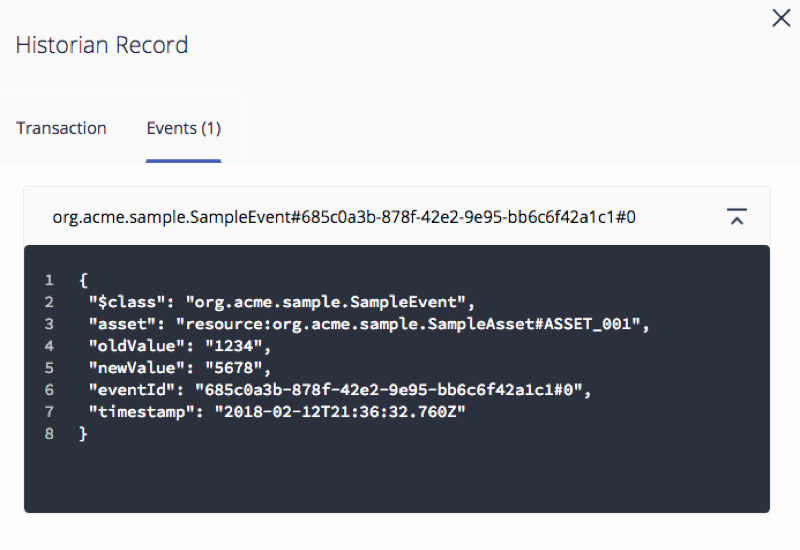 Historian Record
Transaction
Events (1)
org.acme.sample.SampleEvent#685c0a3b-878f-42e2-9e95-bb6c6f42a1c1#0
1 {
2 "$class": "org.acme.sample.SampleEvent",
3 "asset": "resource:org.acme.sample.SampleAsset#ASSET_001",
4 "oldValue": "1234",
5 "newValue": "5678",
6 "eventId": "685c0a3b-878f-42e2-9e95-bb6c6f42a1c1#0",
7 "timestamp": "2018-02-12T21:36:32.760Z"
8 }